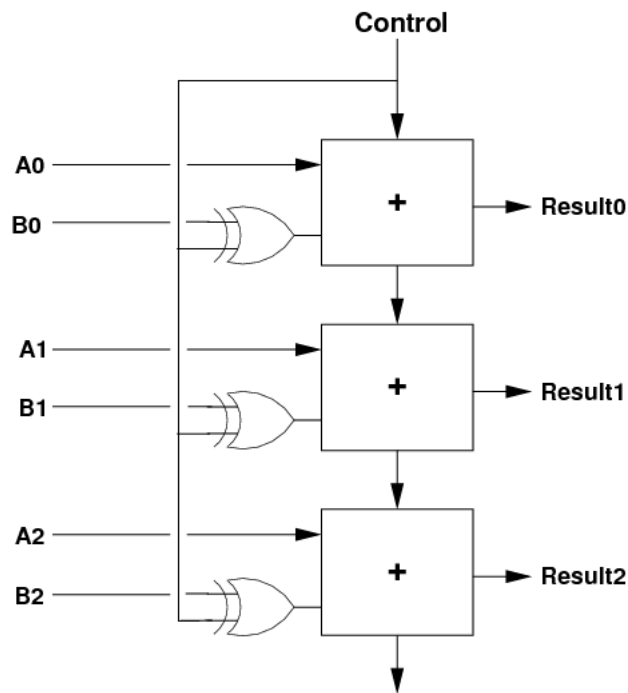 Control
A0
B0
+
Result0
A1
B1
+
Result1
A2
B2
+
Result2